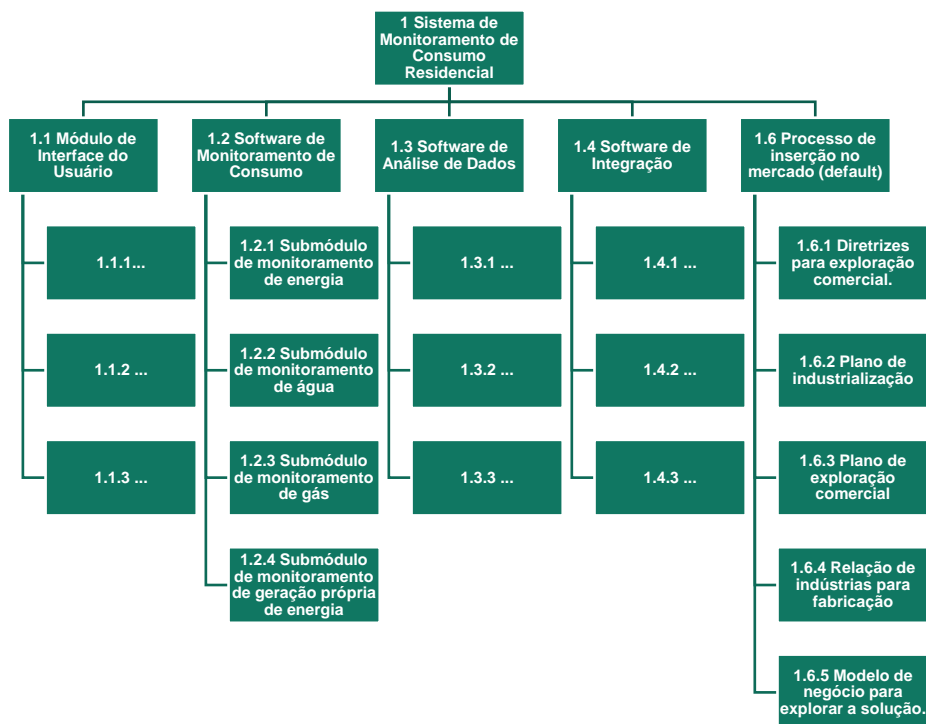 1 Sistema de
Monitoramento de
Consumo
Residencial
1.1 Módulo de
Interface do
Usuário
1.1.1...
1.1.2 ...
1.1.3 ...
1.2 Software de
Monitoramento de
Consumo
1.2.1 Submódulo
de monitoramento
de energia
1.2.2 Submódulo
de monitoramento
de água
1.2.3 Submódulo
de monitoramento
de gás
1.2.4 Submódulo
de monitoramento
de geração própria
de energia
1.3 Software de
Análise de Dados
1.3.1 ...
1.3.2 ...
1.3.3 ...
1.4 Software de
Integração
1.4.1 ...
1.4.2 ...
1.4.3 ...
1.6 Processo de
inserção no
mercado (default)
1.6.1 Diretrizes
para exploração
comercial.
1.6.2 Plano de
industrialização
1.6.3 Plano de
exploração
comercial
1.6.4 Relação de
indústrias para
fabricação
1.6.5 Modelo de
negócio para
explorar a solução.